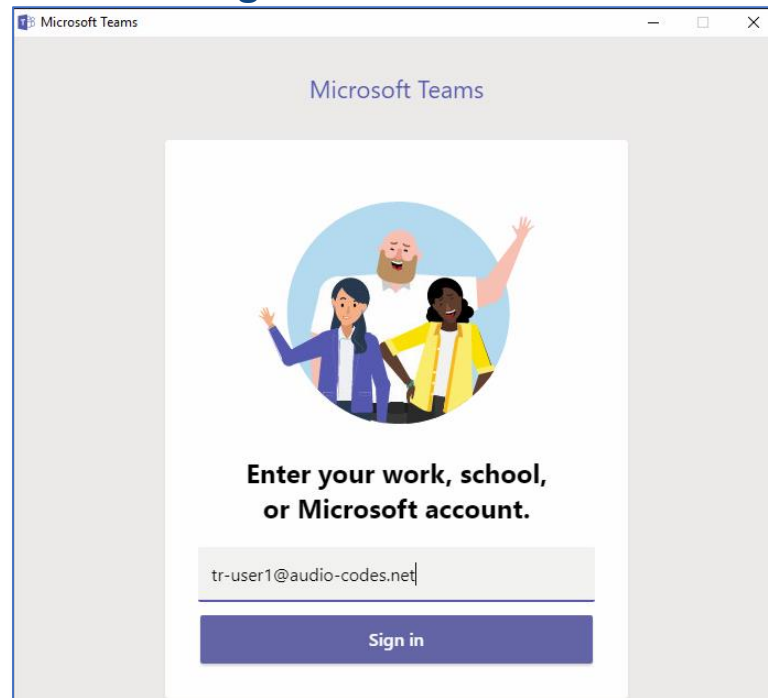 Microsoft Teams
Microsoft Teams
Enter your work, school,
or Microsoft account.
tr-user1@audio-codes.net
Sign in